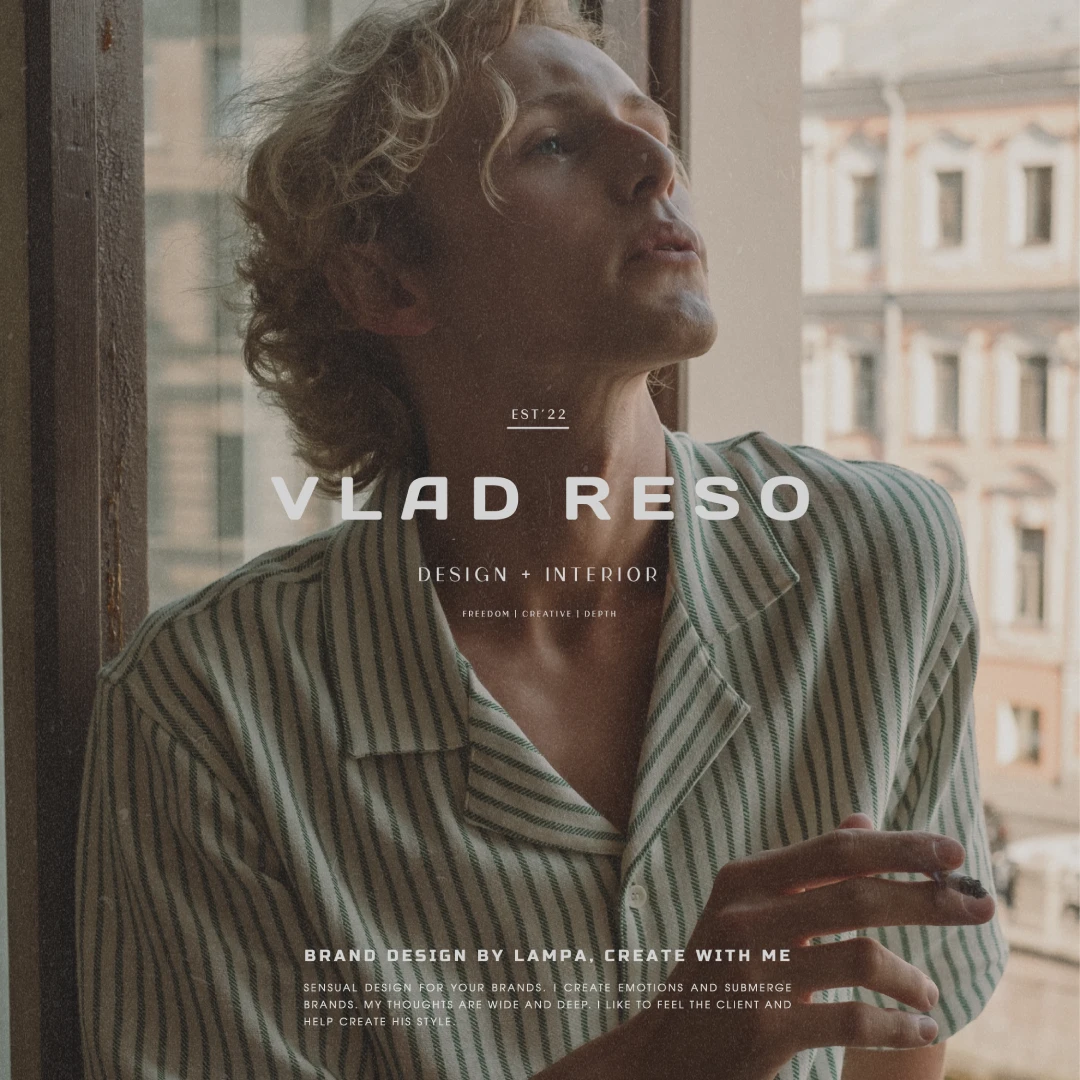 EST'22
VLAD RESO
DESIGN + INTERIOR
FREEDOM | CREATIVE | DEPTH
BRAND DESIGN BY LAMPA, CREATE WITH ME
SENSUAL DESIGN FOR YOUR BRANDS. I CREATE EMOTIONS AND SUBMERGE
BRANDS. MY THOUGHTS ARE WIDE AND DEEP. I LIKE TO FEEL THE CLIENT AND
HELP CREATE HIS STYLE.